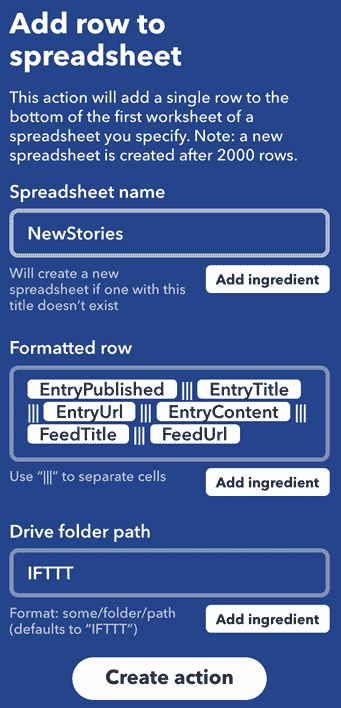 Add row to
spreadsheet
This action will add a single row to the
bottom of the first worksheet of a
spreadsheet you specify. Note: a new
spreadsheet is created after 2000 rows.
Spreadsheet name
NewStories
Will create a new
spreadsheet if one with this
title doesn't exist
Add ingredient
Formatted row
EntryPublished ||| EntryTitle
||| EntryUrl ||| EntryContent |||
FeedTitle ||| FeedUrl
Use "|||" to separate cells
Add ingredient
Drive folder path
IFTTT
Format: some/folder/path
(defaults to "IFTTT")
Add ingredient
Create action